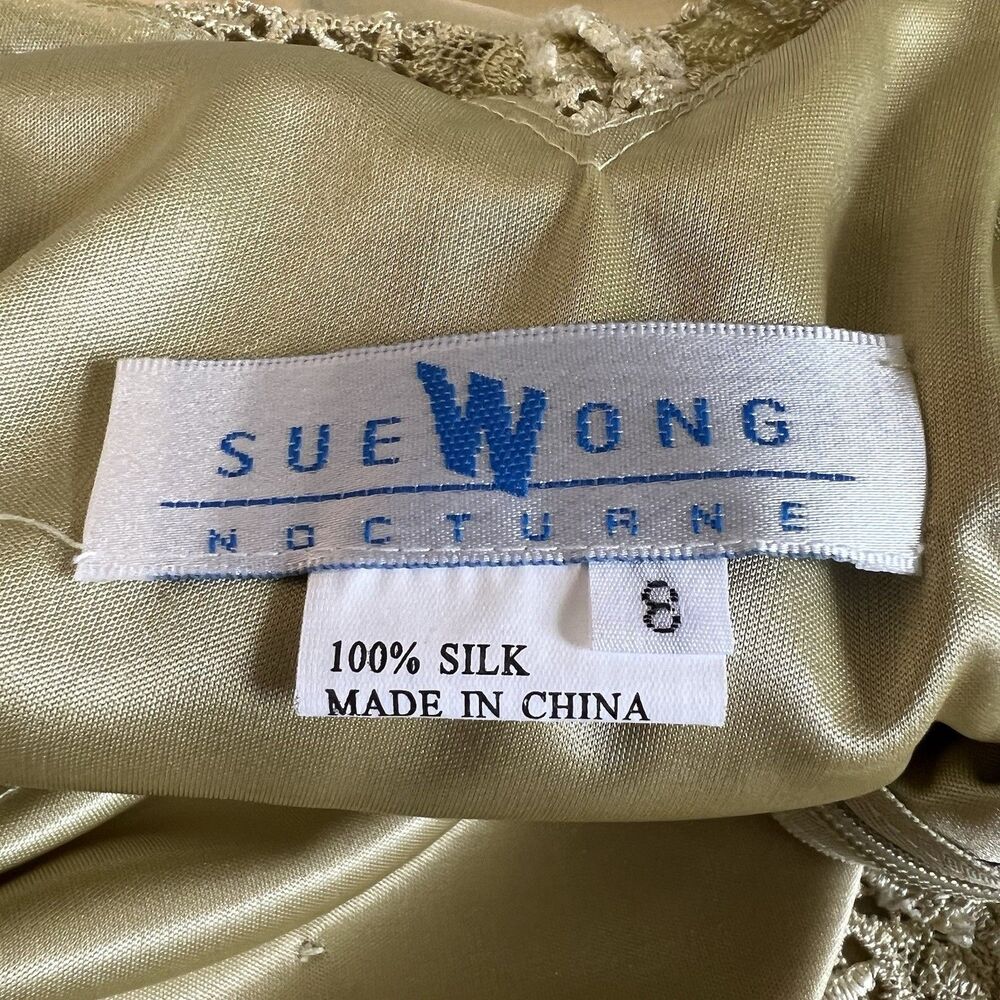 SUE WONG
NOCTURNE
8
100% SILK
MADE IN CHINA